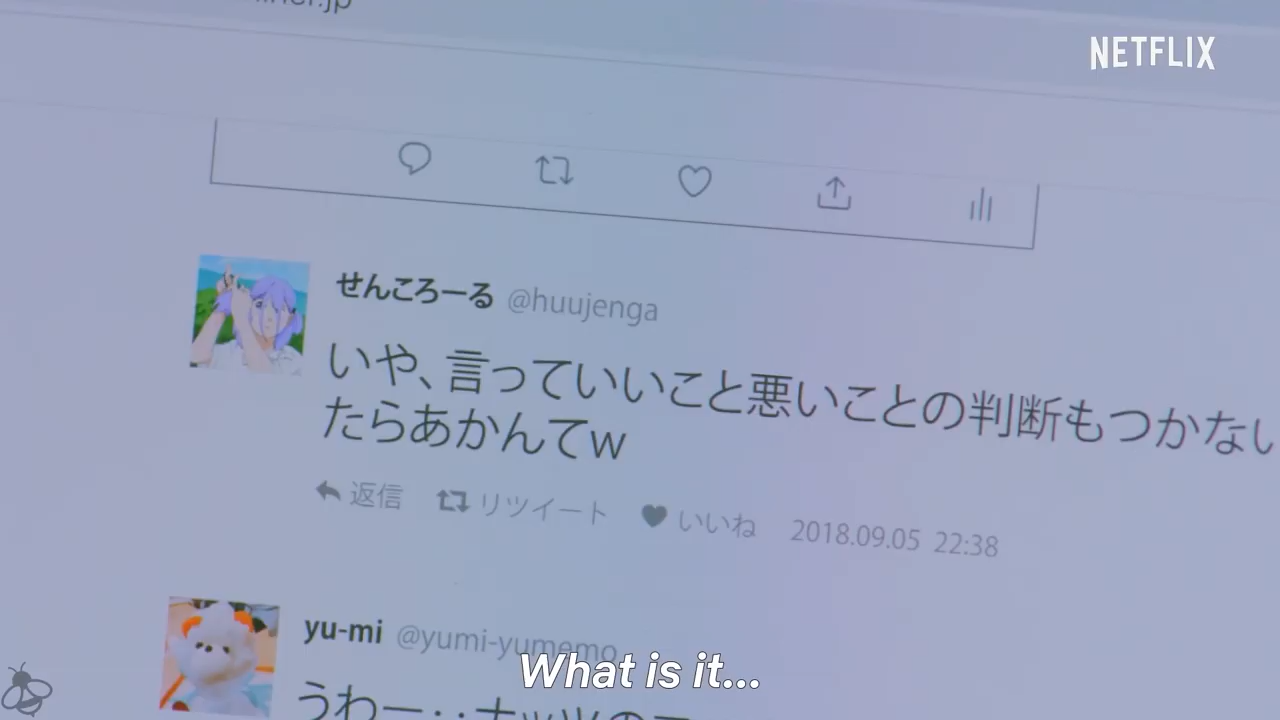 NETFLIX
せんころーる @huujenga
いや、言っていいこと悪いことの判断もつかない
たらあかんてw
返信 リツイート いいね 2018.09.05 22:38
yu-mi @yumi-yumemo
What is it...
うわー